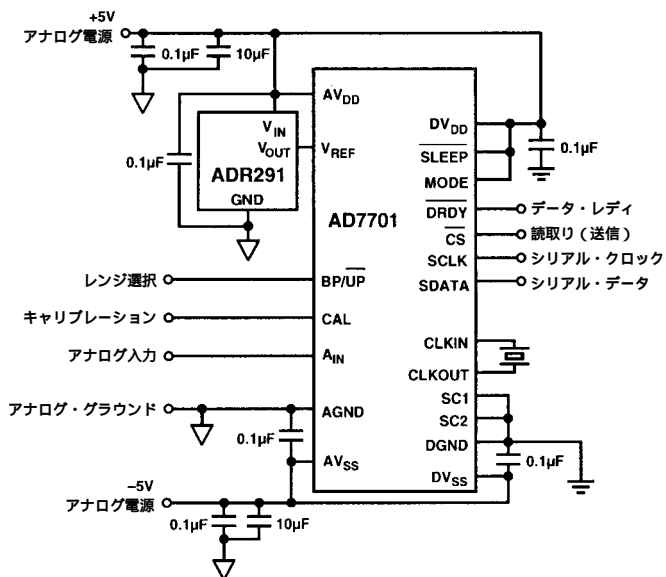 +5V
アナログ電源
0.1µF
10µF
0.1µF
VIN
VOUT
ADR291
GND
AVDD
VREF
AD7701
DVDD
SLEEP
MODE
0.1µF
DRDY
データ・レディ
CS
読取り（送信）
SCLK
シリアル・クロック
SDATA
シリアル・データ
レンジ選択
BP/UP
キャリブレーション
CAL
アナログ入力
AIN
CLKIN
CLKOUT
アナログ・グラウンド
AGND
SC1
SC2
DGND
0.1µF
AVSS
0.1µF
DVSS
–5V
アナログ電源
0.1µF
10µF